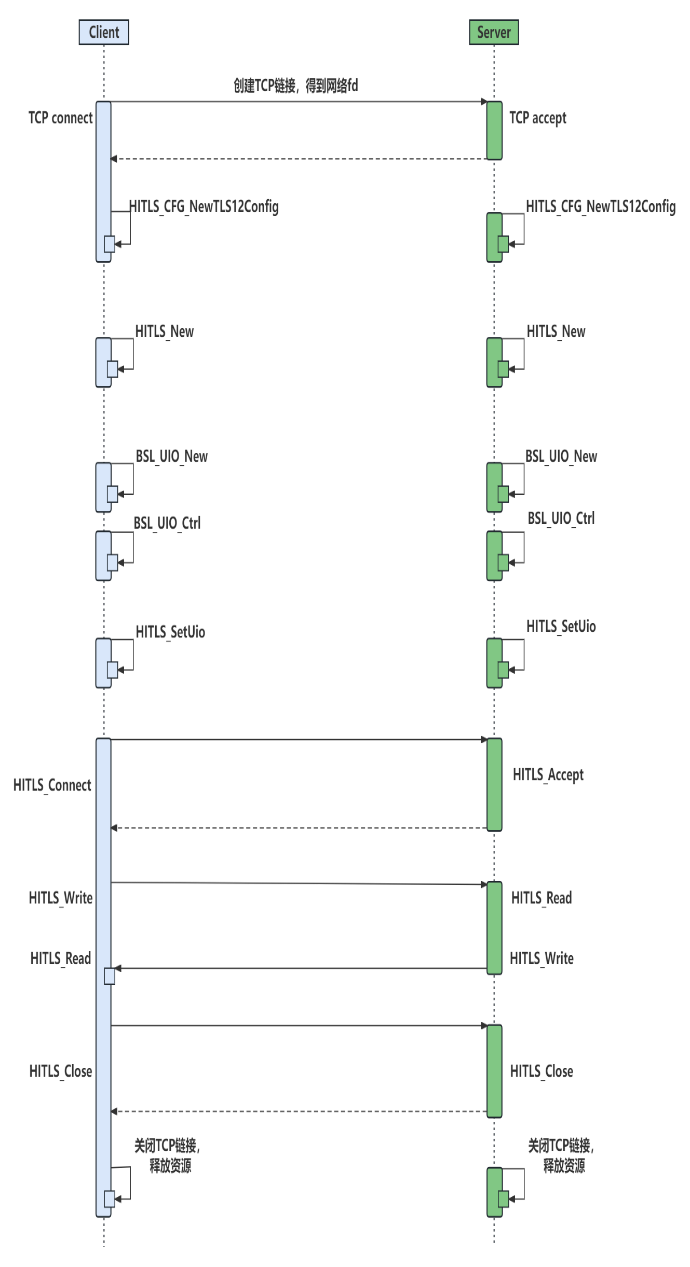 Client
Server
创建TCP链接，得到网络fd
TCP connect
TCP accept
HITLS_CFG_NewTLS12Config
HITLS_CFG_NewTLS12Config
HITLS_New
HITLS_New
BSL_UIO_New
BSL_UIO_New
BSL_UIO_Ctrl
BSL_UIO_Ctrl
HITLS_SetUio
HITLS_SetUio
HITLS_Connect
HITLS_Accept
HITLS_Write
HITLS_Read
HITLS_Read
HITLS_Write
HITLS_Close
HITLS_Close
关闭TCP链接，
释放资源
关闭TCP链接，
释放资源